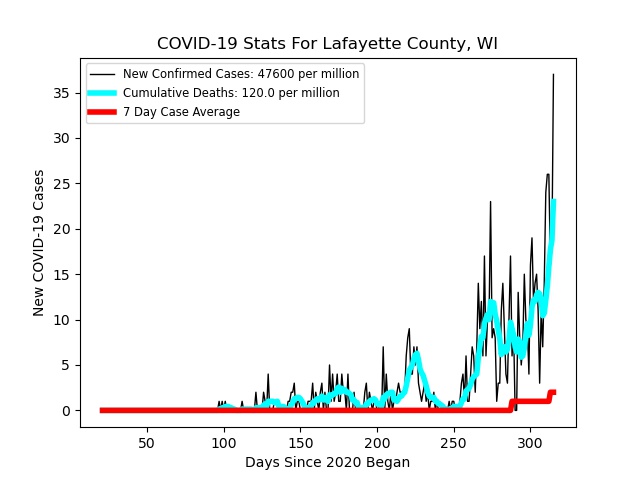 COVID-19 Stats For Lafayette County, WI
New Confirmed Cases: 47600 per million
Cumulative Deaths: 120.0 per million
7 Day Case Average
New COVID-19 Cases
35
30
25
20
15
10
5
0
50 100 150 200 250 300
Days Since 2020 Began